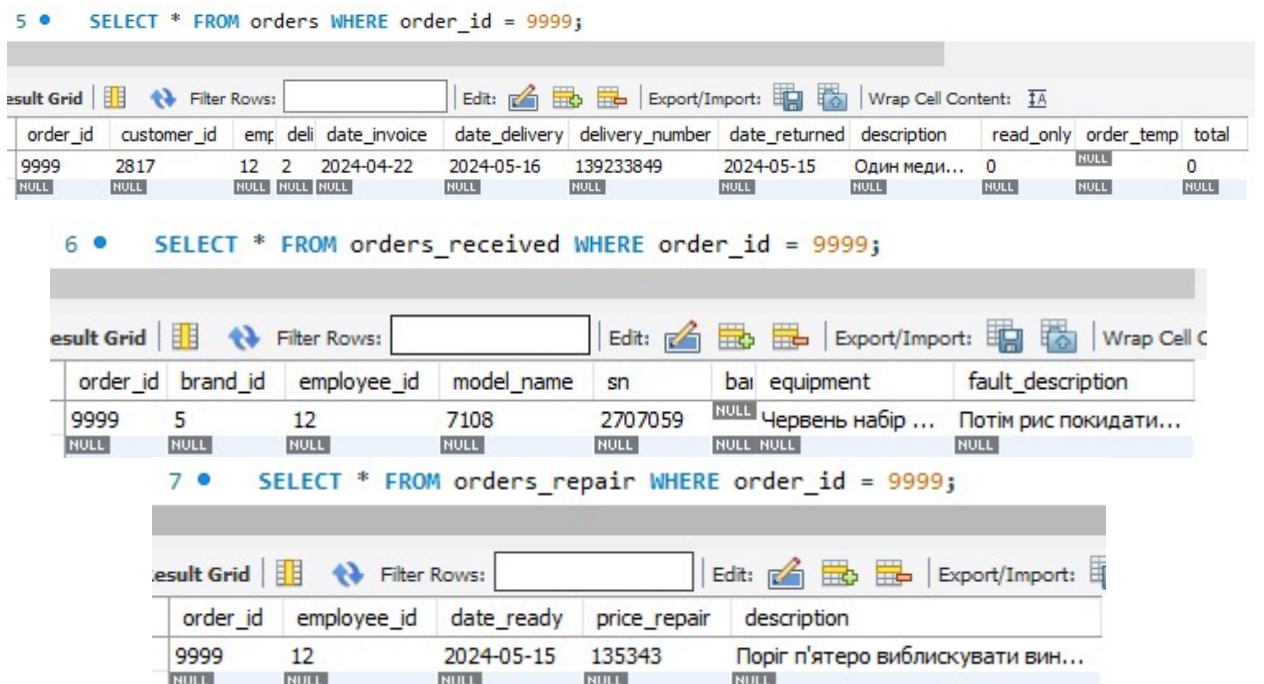 5 SELECT * FROM orders WHERE order_id = 9999;
esult Grid Filter Rows: Edit: Export/Import: Wrap Cell Content: IA
order_id customer_id emp deli date_invoice date_delivery delivery_number date_returned description read_only order_temp total
9999 2817 12 2 2024-04-22 2024-05-16 139233849 2024-05-15 Один меди... 0 NULL 0
NULL NULL NULL NULL NULL NULL NULL NULL NULL NULL NULL NULL
6 SELECT * FROM orders_received WHERE order_id = 9999;
esult Grid Filter Rows: Edit: Export/Import: Wrap Cell C
order_id brand_id employee_id model_name sn bar equipment fault_description
9999 5 12 7108 2707059 NULL Червень набір ... Потім рис покидати...
NULL NULL NULL NULL NULL NULL NULL NULL
7 SELECT * FROM orders_repair WHERE order_id = 9999;
esult Grid Filter Rows: Edit: Export/Import:
order_id employee_id date_ready price_repair description
9999 12 2024-05-15 135343 Поріг п'ятеро виблискувати вин...
NULL NULL NULL NULL NULL